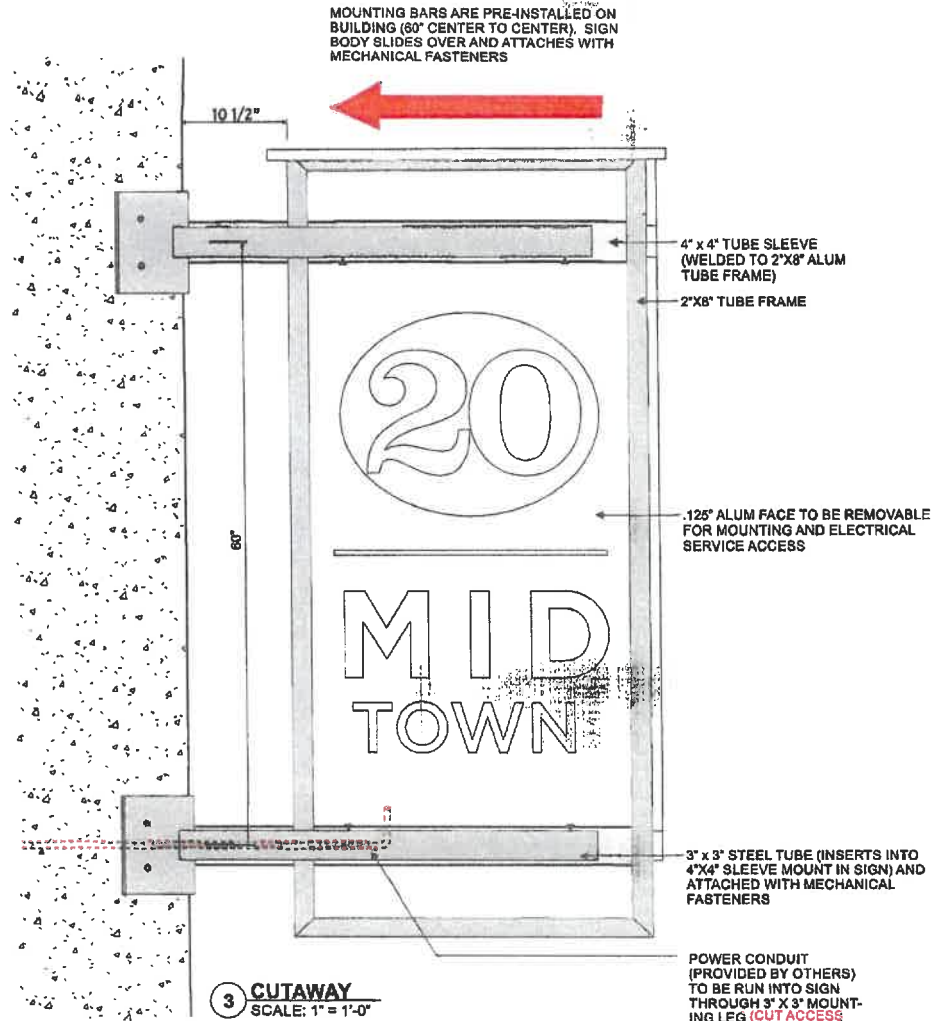 MOUNTING BARS ARE PRE-INSTALLED ON
BUILDING (60" CENTER TO CENTER). SIGN
BODY SLIDES OVER AND ATTACHES WITH
MECHANICAL FASTENERS
10 1/2"
4" x 4" TUBE SLEEVE
(WELDED TO 2"X8" ALUM
TUBE FRAME)
2"X8" TUBE FRAME
20
.125" ALUM FACE TO BE REMOVABLE
FOR MOUNTING AND ELECTRICAL
SERVICE ACCESS
60"
MID
TOWN
3" x 3" STEEL TUBE (INSERTS INTO
4"X4" SLEEVE MOUNT IN SIGN) AND
ATTACHED WITH MECHANICAL
FASTENERS
POWER CONDUIT
(PROVIDED BY OTHERS)
TO BE RUN INTO SIGN
THROUGH 3" X 3" MOUNT-
ING LEG (CUT ACCESS
3 CUTAWAY
SCALE: 1" = 1'-0"